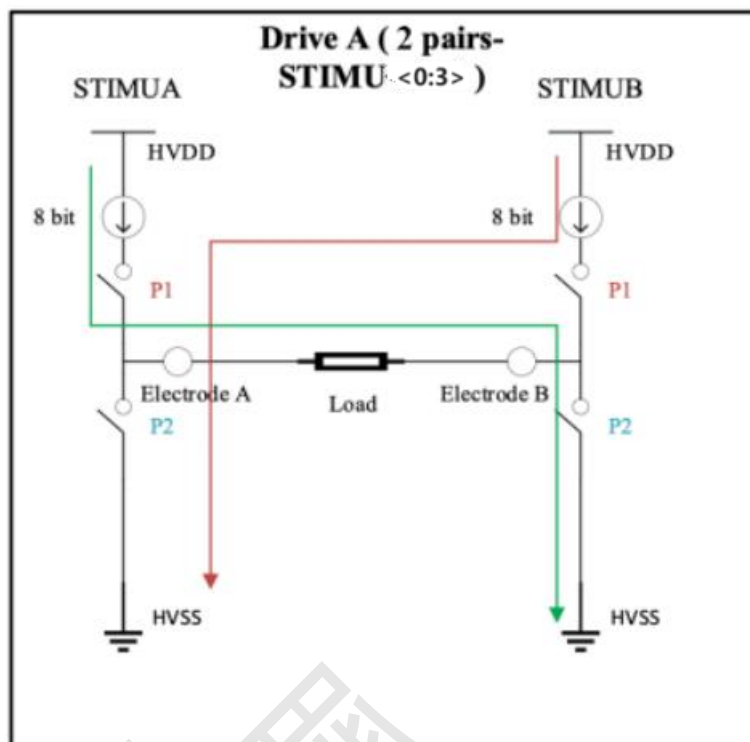 Drive A ( 2 pairs-
STIMU <0:3> )
STIMUA
STIMUB
HVDD
HVDD
8 bit
8 bit
P1
P1
Electrode A
Load
Electrode B
P2
P2
HVSS
HVSS